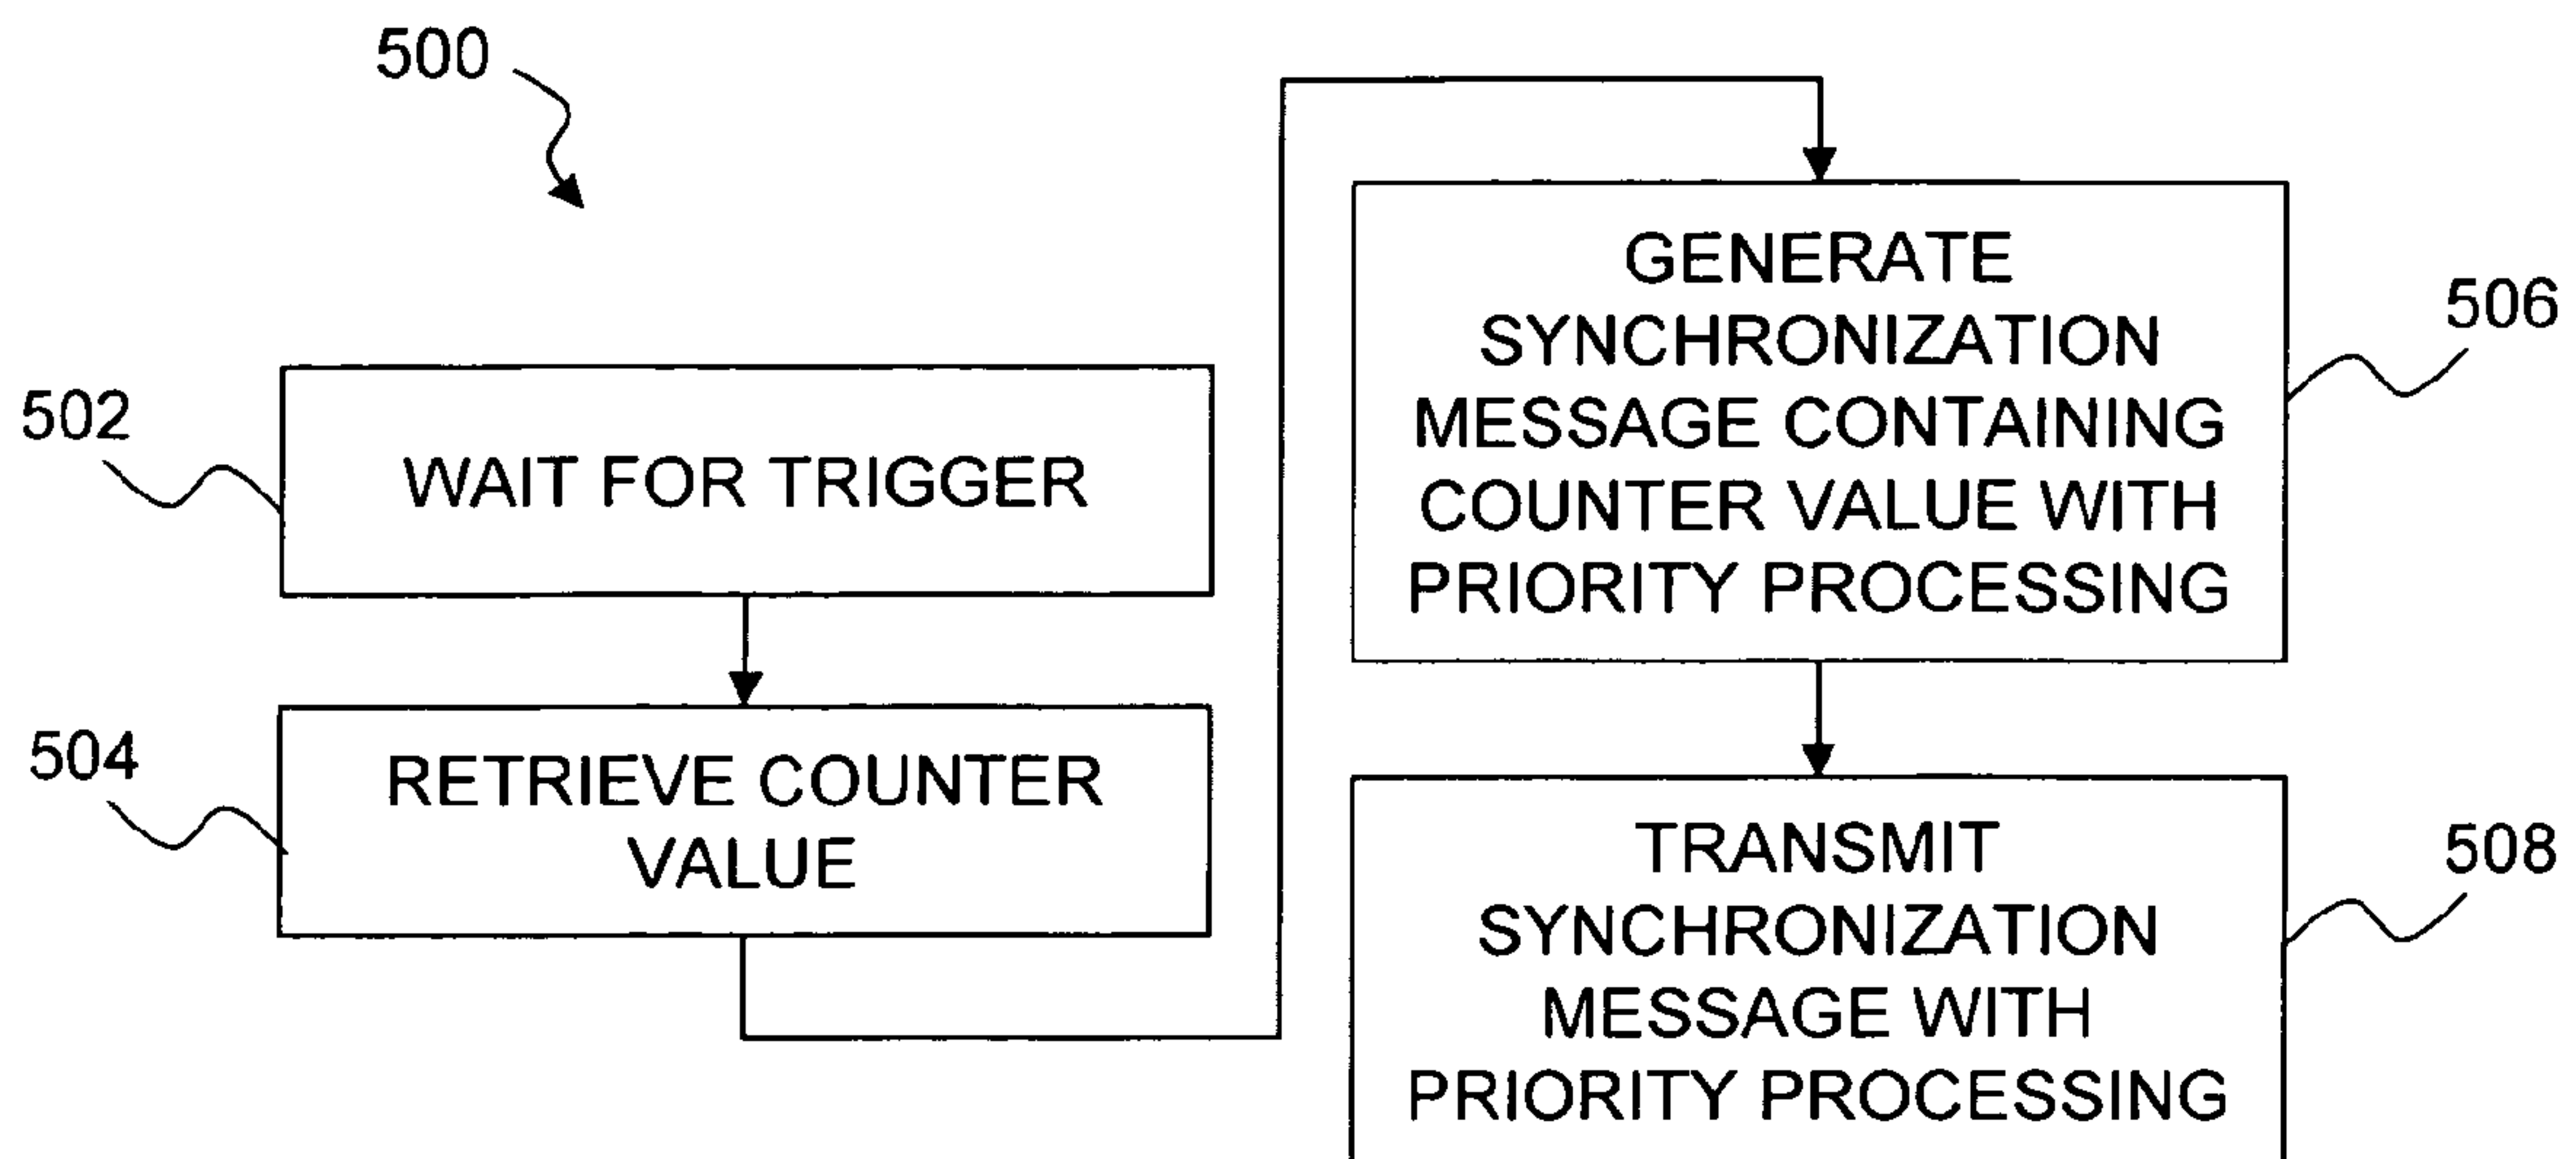 500
502
WAIT FOR TRIGGER
504
RETRIEVE COUNTER
VALUE
GENERATE
SYNCHRONIZATION
MESSAGE CONTAINING
COUNTER VALUE WITH
PRIORITY PROCESSING
506
TRANSMIT
SYNCHRONIZATION
MESSAGE WITH
PRIORITY PROCESSING
508